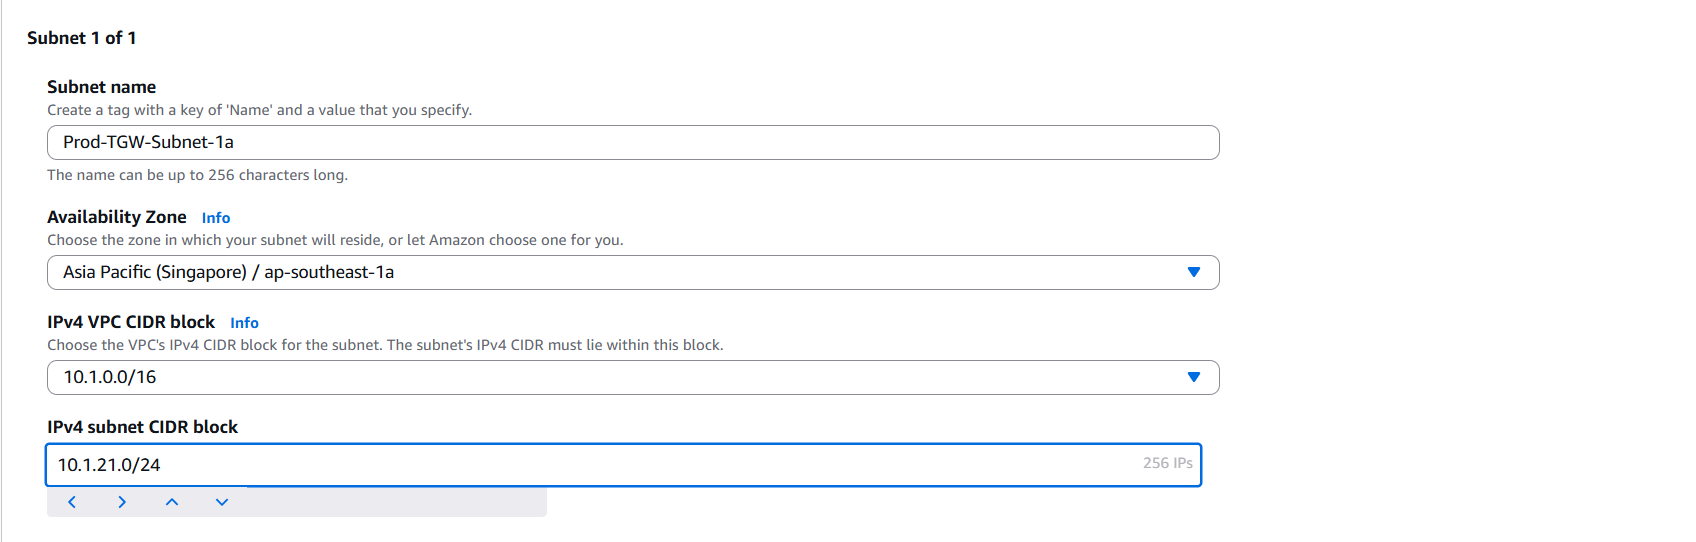 Subnet 1 of 1
Subnet name
Create a tag with a key of 'Name' and a value that you specify.
Prod-TGW-Subnet-1a
The name can be up to 256 characters long.
Availability Zone Info
Choose the zone in which your subnet will reside, or let Amazon choose one for you.
Asia Pacific (Singapore) / ap-southeast-1a
IPv4 VPC CIDR block Info
Choose the VPC's IPv4 CIDR block for the subnet. The subnet's IPv4 CIDR must lie within this block.
10.1.0.0/16
IPv4 subnet CIDR block
10.1.21.0/24 256 IPs